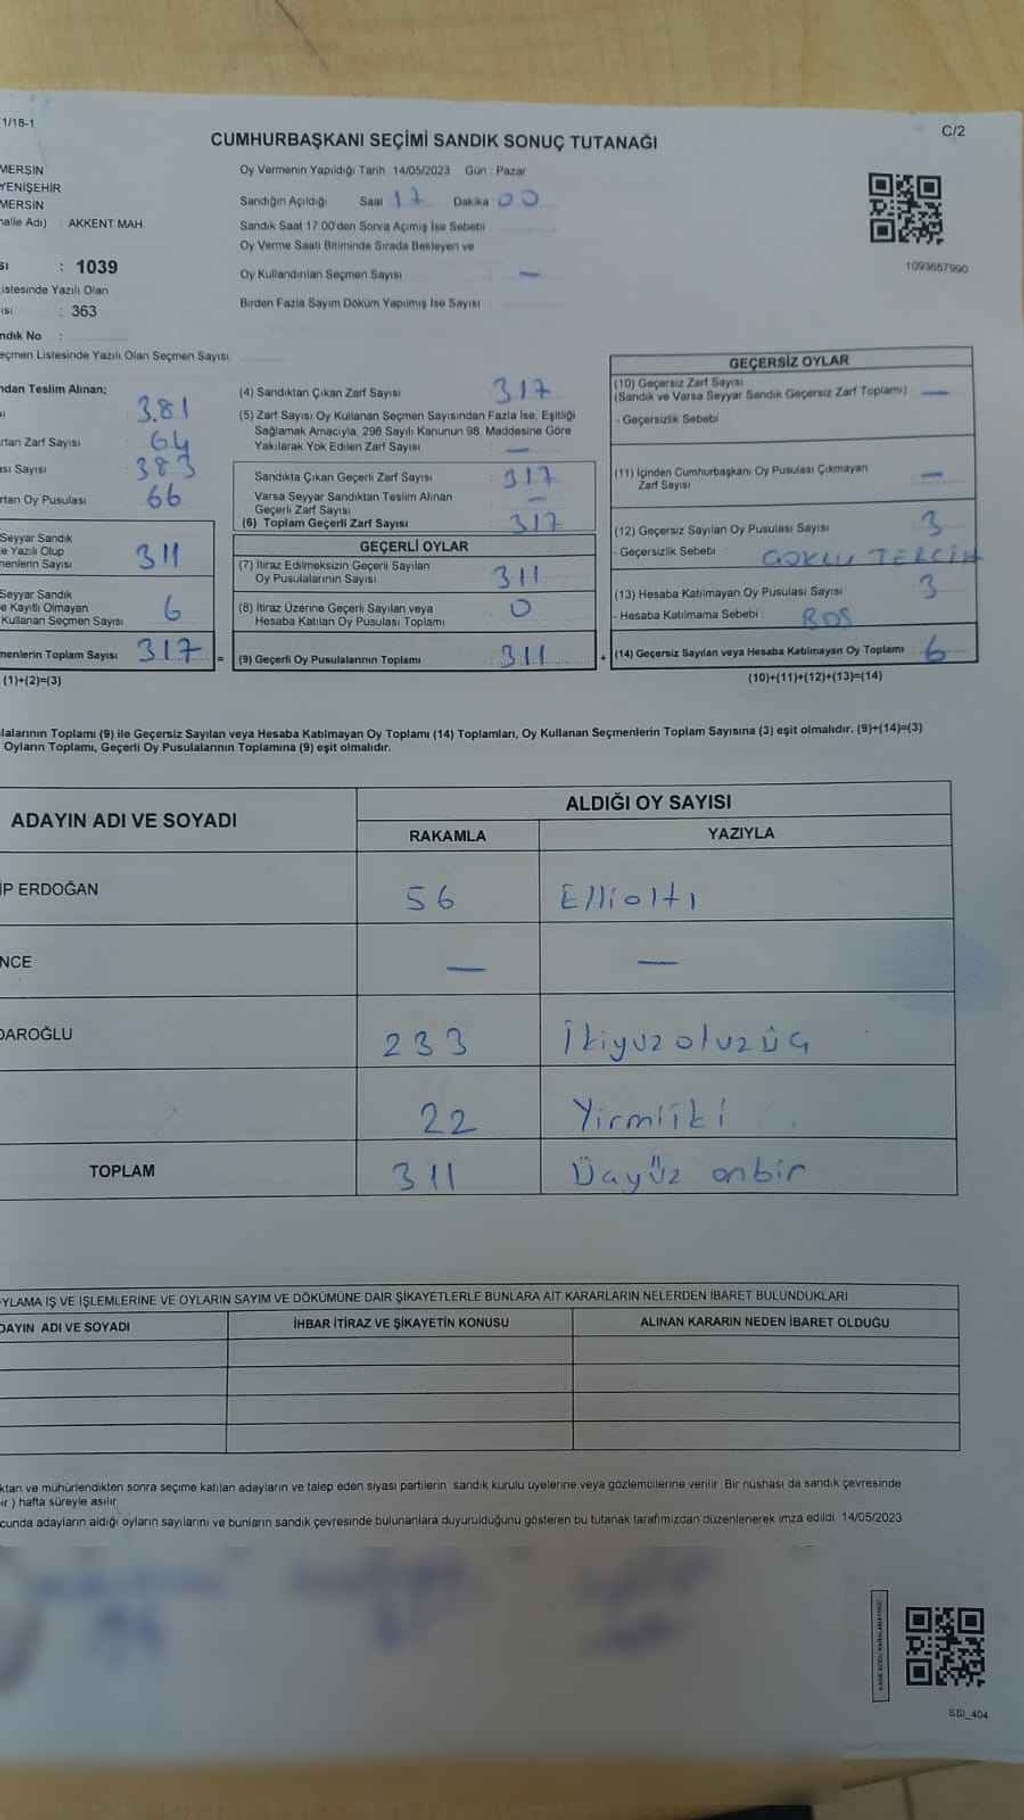 1/18-1
C/2
CUMHURBAŞKANI SEÇİMİ SANDIK SONUÇ TUTANAĞI
MERSİN
YENİŞEHİR
MERSİN
halle Adı) : AKKENT MAH.
sı : 1039
istesinde Yazılı Olan
ısı : 363
ndık No :
eçmen Listesinde Yazılı Olan Seçmen Sayısı
Oy Vermenin Yapıldığı Tarih : 14/05/2023 Gün : Pazar
Sandığın Açıldığı Saat 17 Dakika 00
Sandık Saat 17:00'den Sonra Açımış İse Sebebi
Oy Verme Saati Bitiminde Sırada Bekleyen ve
Oy Kullandırılan Seçmen Sayısı —
Birden Fazla Sayım Döküm Yapılmış İse Sayısı
1093657990
ndan Teslim Alınan;
381
rtan Zarf Sayısı 64
ası Sayısı 383
rtan Oy Pusulası 66
Seyyar Sandık
e Yazılı Olup
menlerin Sayısı 311
Seyyar Sandık
e Kayıtlı Olmayan
Kullanan Seçmen Sayısı 6
menlerin Toplam Sayısı 317 =
(1)+(2)=(3)
(4) Sandıktan Çıkan Zarf Sayısı 317
(5) Zarf Sayısı Oy Kullanan Seçmen Sayısından Fazla İse; Eşitliği
Sağlamak Amacıyla, 298 Sayılı Kanunun 98. Maddesine Göre
Yakılarak Yok Edilen Zarf Sayısı —
Sandıkta Çıkan Geçerli Zarf Sayısı 317
Varsa Seyyar Sandıktan Teslim Alınan
Geçerli Zarf Sayısı —
(6) Toplam Geçerli Zarf Sayısı 317
GEÇERLİ OYLAR
(7) İtiraz Edilmeksizin Geçerli Sayılan
Oy Pusulalarının Sayısı 311
(8) İtiraz Üzerine Geçerli Sayılan veya
Hesaba Katılan Oy Pusulası Toplamı 0
(9) Geçerli Oy Pusulalarının Toplamı 311 +
GEÇERSİZ OYLAR
(10) Geçersiz Zarf Sayısı
(Sandık ve Varsa Seyyar Sandık Geçersiz Zarf Toplamı) —
- Geçersizlik Sebebi
(11) İçinden Cumhurbaşkanı Oy Pusulası Çıkmayan
Zarf Sayısı —
(12) Geçersiz Sayılan Oy Pusulası Sayısı 3
- Geçersizlik Sebebi ÇOKLU TERCİH
(13) Hesaba Katılmayan Oy Pusulası Sayısı 3
- Hesaba Katılmama Sebebi BOŞ
(14) Geçersiz Sayılan veya Hesaba Katılmayan Oy Toplamı 6
(10)+(11)+(12)+(13)=(14)
lalarının Toplamı (9) ile Geçersiz Sayılan veya Hesaba Katılmayan Oy Toplamı (14) Toplamları, Oy Kullanan Seçmenlerin Toplam Sayısına (3) eşit olmalıdır. (9)+(14)=(3)
Oyların Toplamı, Geçerli Oy Pusulalarının Toplamına (9) eşit olmalıdır.
ADAYIN ADI VE SOYADI
ALDIĞI OY SAYISI
RAKAMLA YAZIYLA
İP ERDOĞAN 56 Ellialtı
NCE — —
DAROĞLU 233 İkiyüzotuzüç
22 Yirmiiki
TOPLAM 311 Üçyüz onbir
YLAMA İŞ VE İŞLEMLERİNE VE OYLARIN SAYIM VE DÖKÜMÜNE DAİR ŞİKAYETLERLE BUNLARA AİT KARARLARIN NELERDEN İBARET BULUNDUKLARI
DAYIN ADI VE SOYADI İHBAR İTİRAZ VE ŞİKAYETİN KONUSU ALINAN KARARIN NEDEN İBARET OLDUĞU
ktan ve mühürlendikten sonra seçime katılan adayların ve talep eden siyasi partilerin sandık kurulu üyelerine veya gözlemcilerine verilir. Bir nüshası da sandık çevresinde
ir ) hafta süreyle asılır.
cunda adayların aldığı oyların sayılarını ve bunların sandık çevresinde bulunanlara duyurulduğunu gösteren bu tutanak tarafımızdan düzenlenerek imza edildi. 14/05/2023
SSI_404